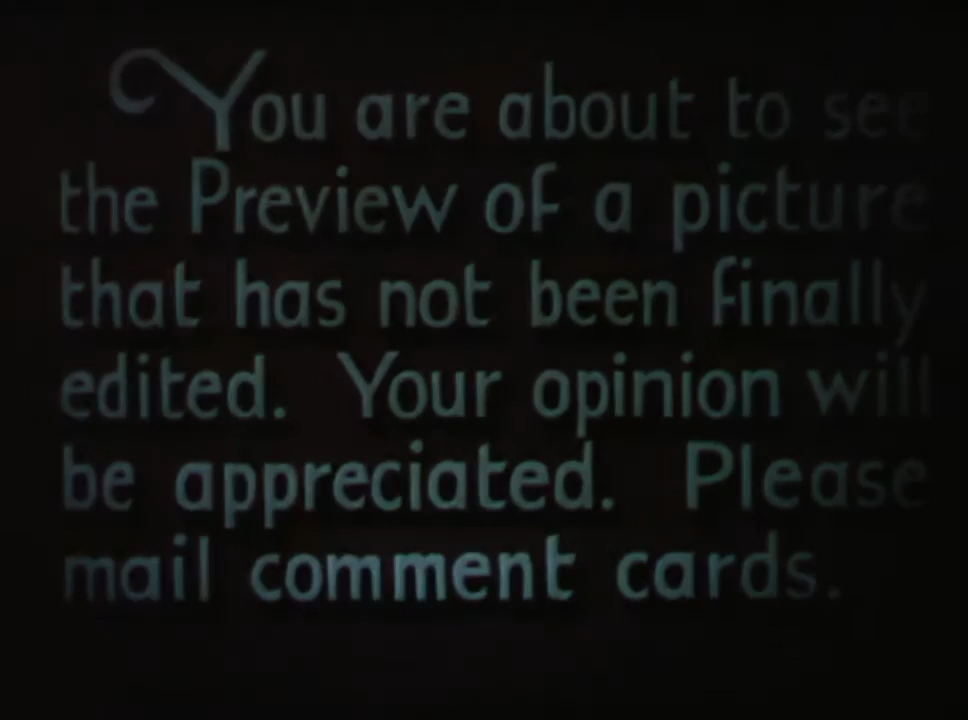 You are about to see
the Preview of a picture
that has not been finally
edited. Your opinion will
be appreciated. Please
mail comment cards.